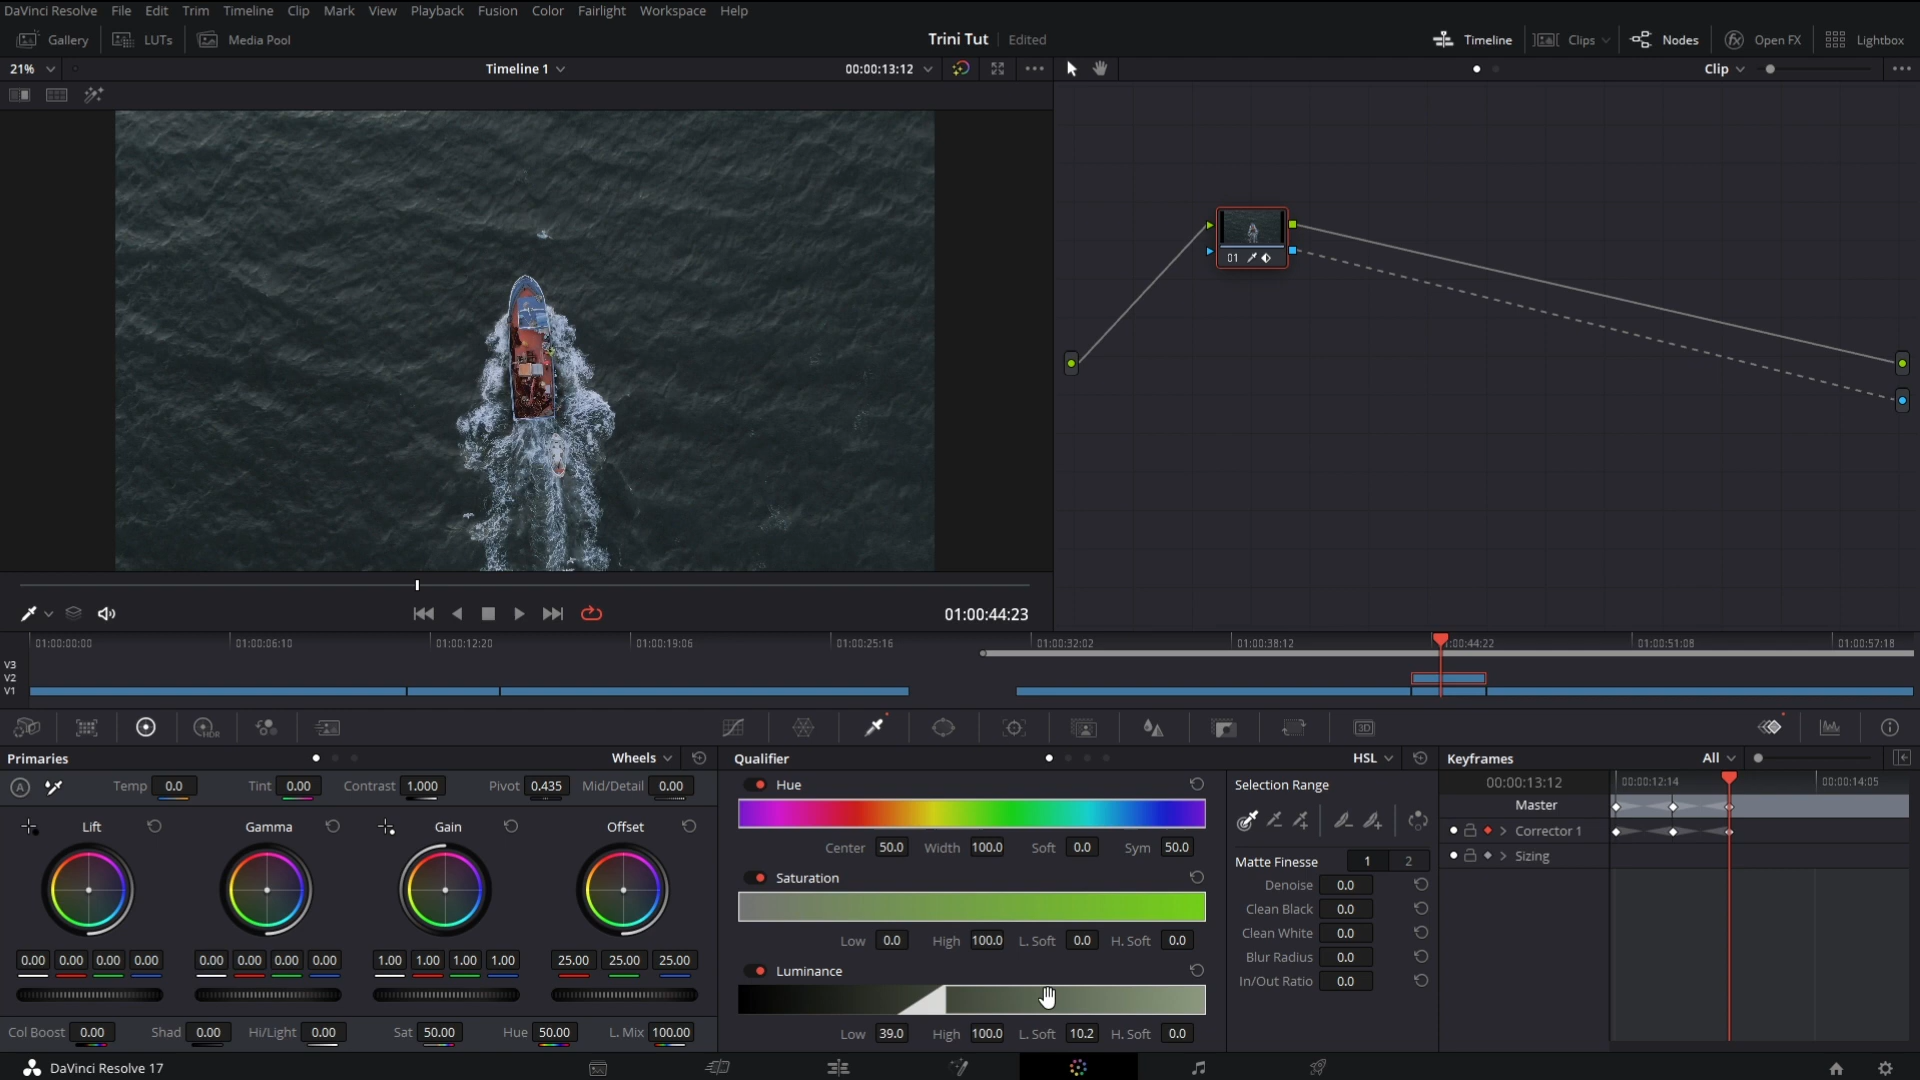 DaVinci Resolve File Edit Trim Timeline Clip Mark View Playback Fusion Color Fairlight Workspace Help
Gallery LUTs Media Pool Trini Tut Edited Timeline Clips Nodes Open FX Lightbox
21% Timeline 1 00:00:13:12 Clip
01
01:00:44:23
01:00:00:00 01:00:06:10 01:00:12:20 01:00:19:06 01:00:25:16 01:00:32:02 01:00:38:12 :00:44:22 01:00:51:08 01:00:57:18
V3
V2
V1
HDR 3D
Primaries Wheels Qualifier HSL Keyframes All
A Temp 0.0 Tint 0.00 Contrast 1.000 Pivot 0.435 Mid/Detail 0.00 Hue Selection Range 00:00:13:12 00:00:12:14 00:00:14:05
Master
Lift Gamma Gain Offset Corrector 1
Center 50.0 Width 100.0 Soft 0.0 Sym 50.0 Matte Finesse 1 2 Sizing
Saturation Denoise 0.0
Clean Black 0.0
Clean White 0.0
Low 0.0 High 100.0 L. Soft 0.0 H. Soft 0.0 Blur Radius 0.0
0.00 0.00 0.00 0.00 0.00 0.00 0.00 0.00 1.00 1.00 1.00 1.00 25.00 25.00 25.00
Luminance In/Out Ratio 0.0
Col Boost 0.00 Shad 0.00 Hi/Light 0.00 Sat 50.00 Hue 50.00 L. Mix 100.00 Low 39.0 High 100.0 L. Soft 10.2 H. Soft 0.0
DaVinci Resolve 17